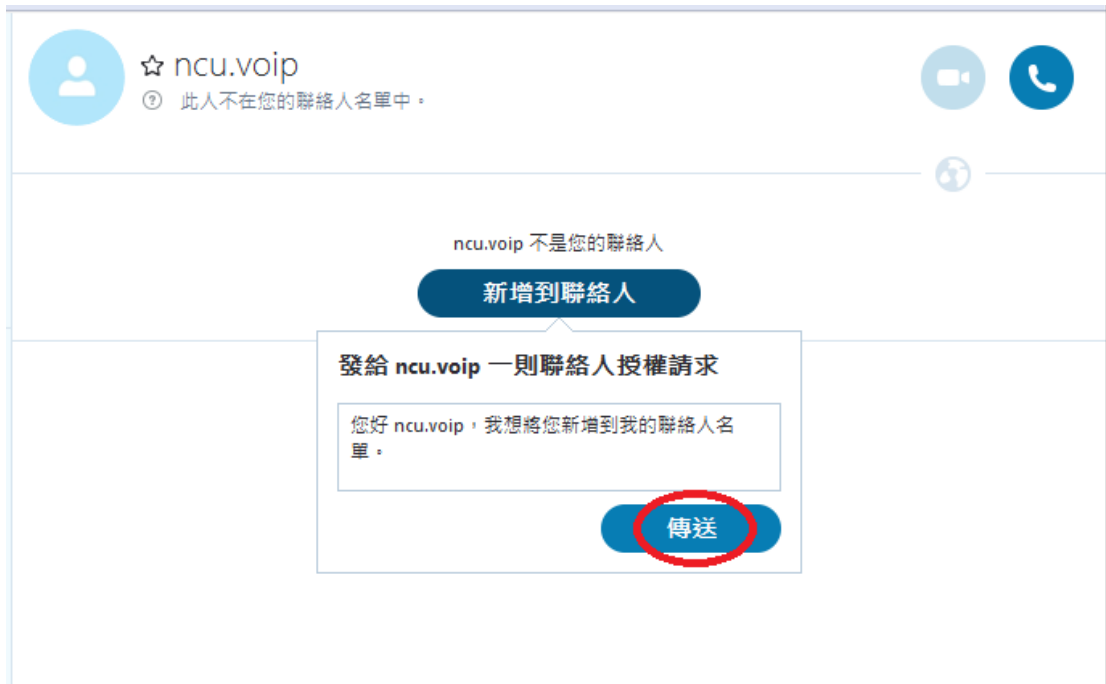 ncu.voip
此人不在您的聯絡人名單中。
ncu.voip 不是您的聯絡人
新增到聯絡人
發給 ncu.voip 一則聯絡人授權請求
您好 ncu.voip，我想將您新增到我的聯絡人名
單。
傳送